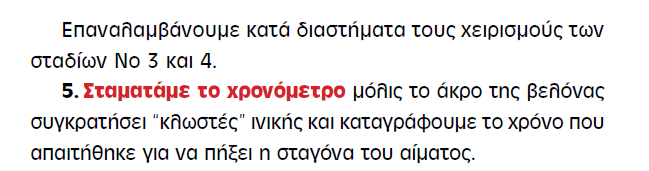 Επαναλαμβάνουμε κατά διαστήματα τους χειρισμούς των
σταδίων Νο 3 και 4.
5. Σταματάμε το χρονόμετρο μόλις το άκρο της βελόνας
συγκρατήσει “κλωστές” ινικής και καταγράφουμε το χρόνο που
απαιτήθηκε για να πήξει η σταγόνα του αίματος.